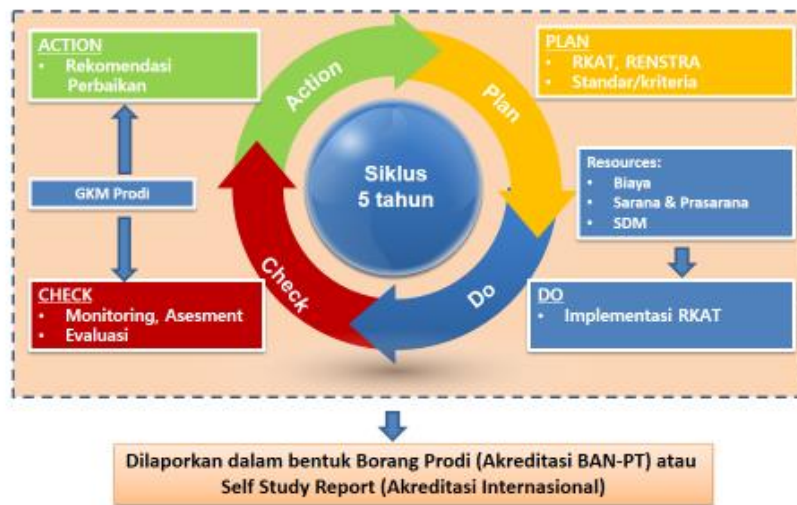 ACTION
• Rekomendasi
Perbaikan
GKM Prodi
CHECK
• Monitoring, Asesment
• Evaluasi
Action
Plan
Do
Check
Siklus
5 tahun
PLAN
• RKAT, RENSTRA
• Standar/kriteria
Resources:
• Biaya
• Sarana & Prasarana
• SDM
DO
• Implementasi RKAT
Dilaporkan dalam bentuk Borang Prodi (Akreditasi BAN-PT) atau
Self Study Report (Akreditasi Internasional)